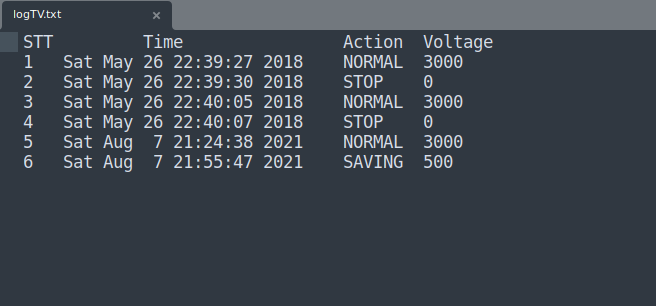 logTV.txt ×
STT         Time                Action  Voltage
1   Sat May 26 22:39:27 2018    NORMAL  3000
2   Sat May 26 22:39:30 2018    STOP    0
3   Sat May 26 22:40:05 2018    NORMAL  3000
4   Sat May 26 22:40:07 2018    STOP    0
5   Sat Aug  7 21:24:38 2021    NORMAL  3000
6   Sat Aug  7 21:55:47 2021    SAVING  500